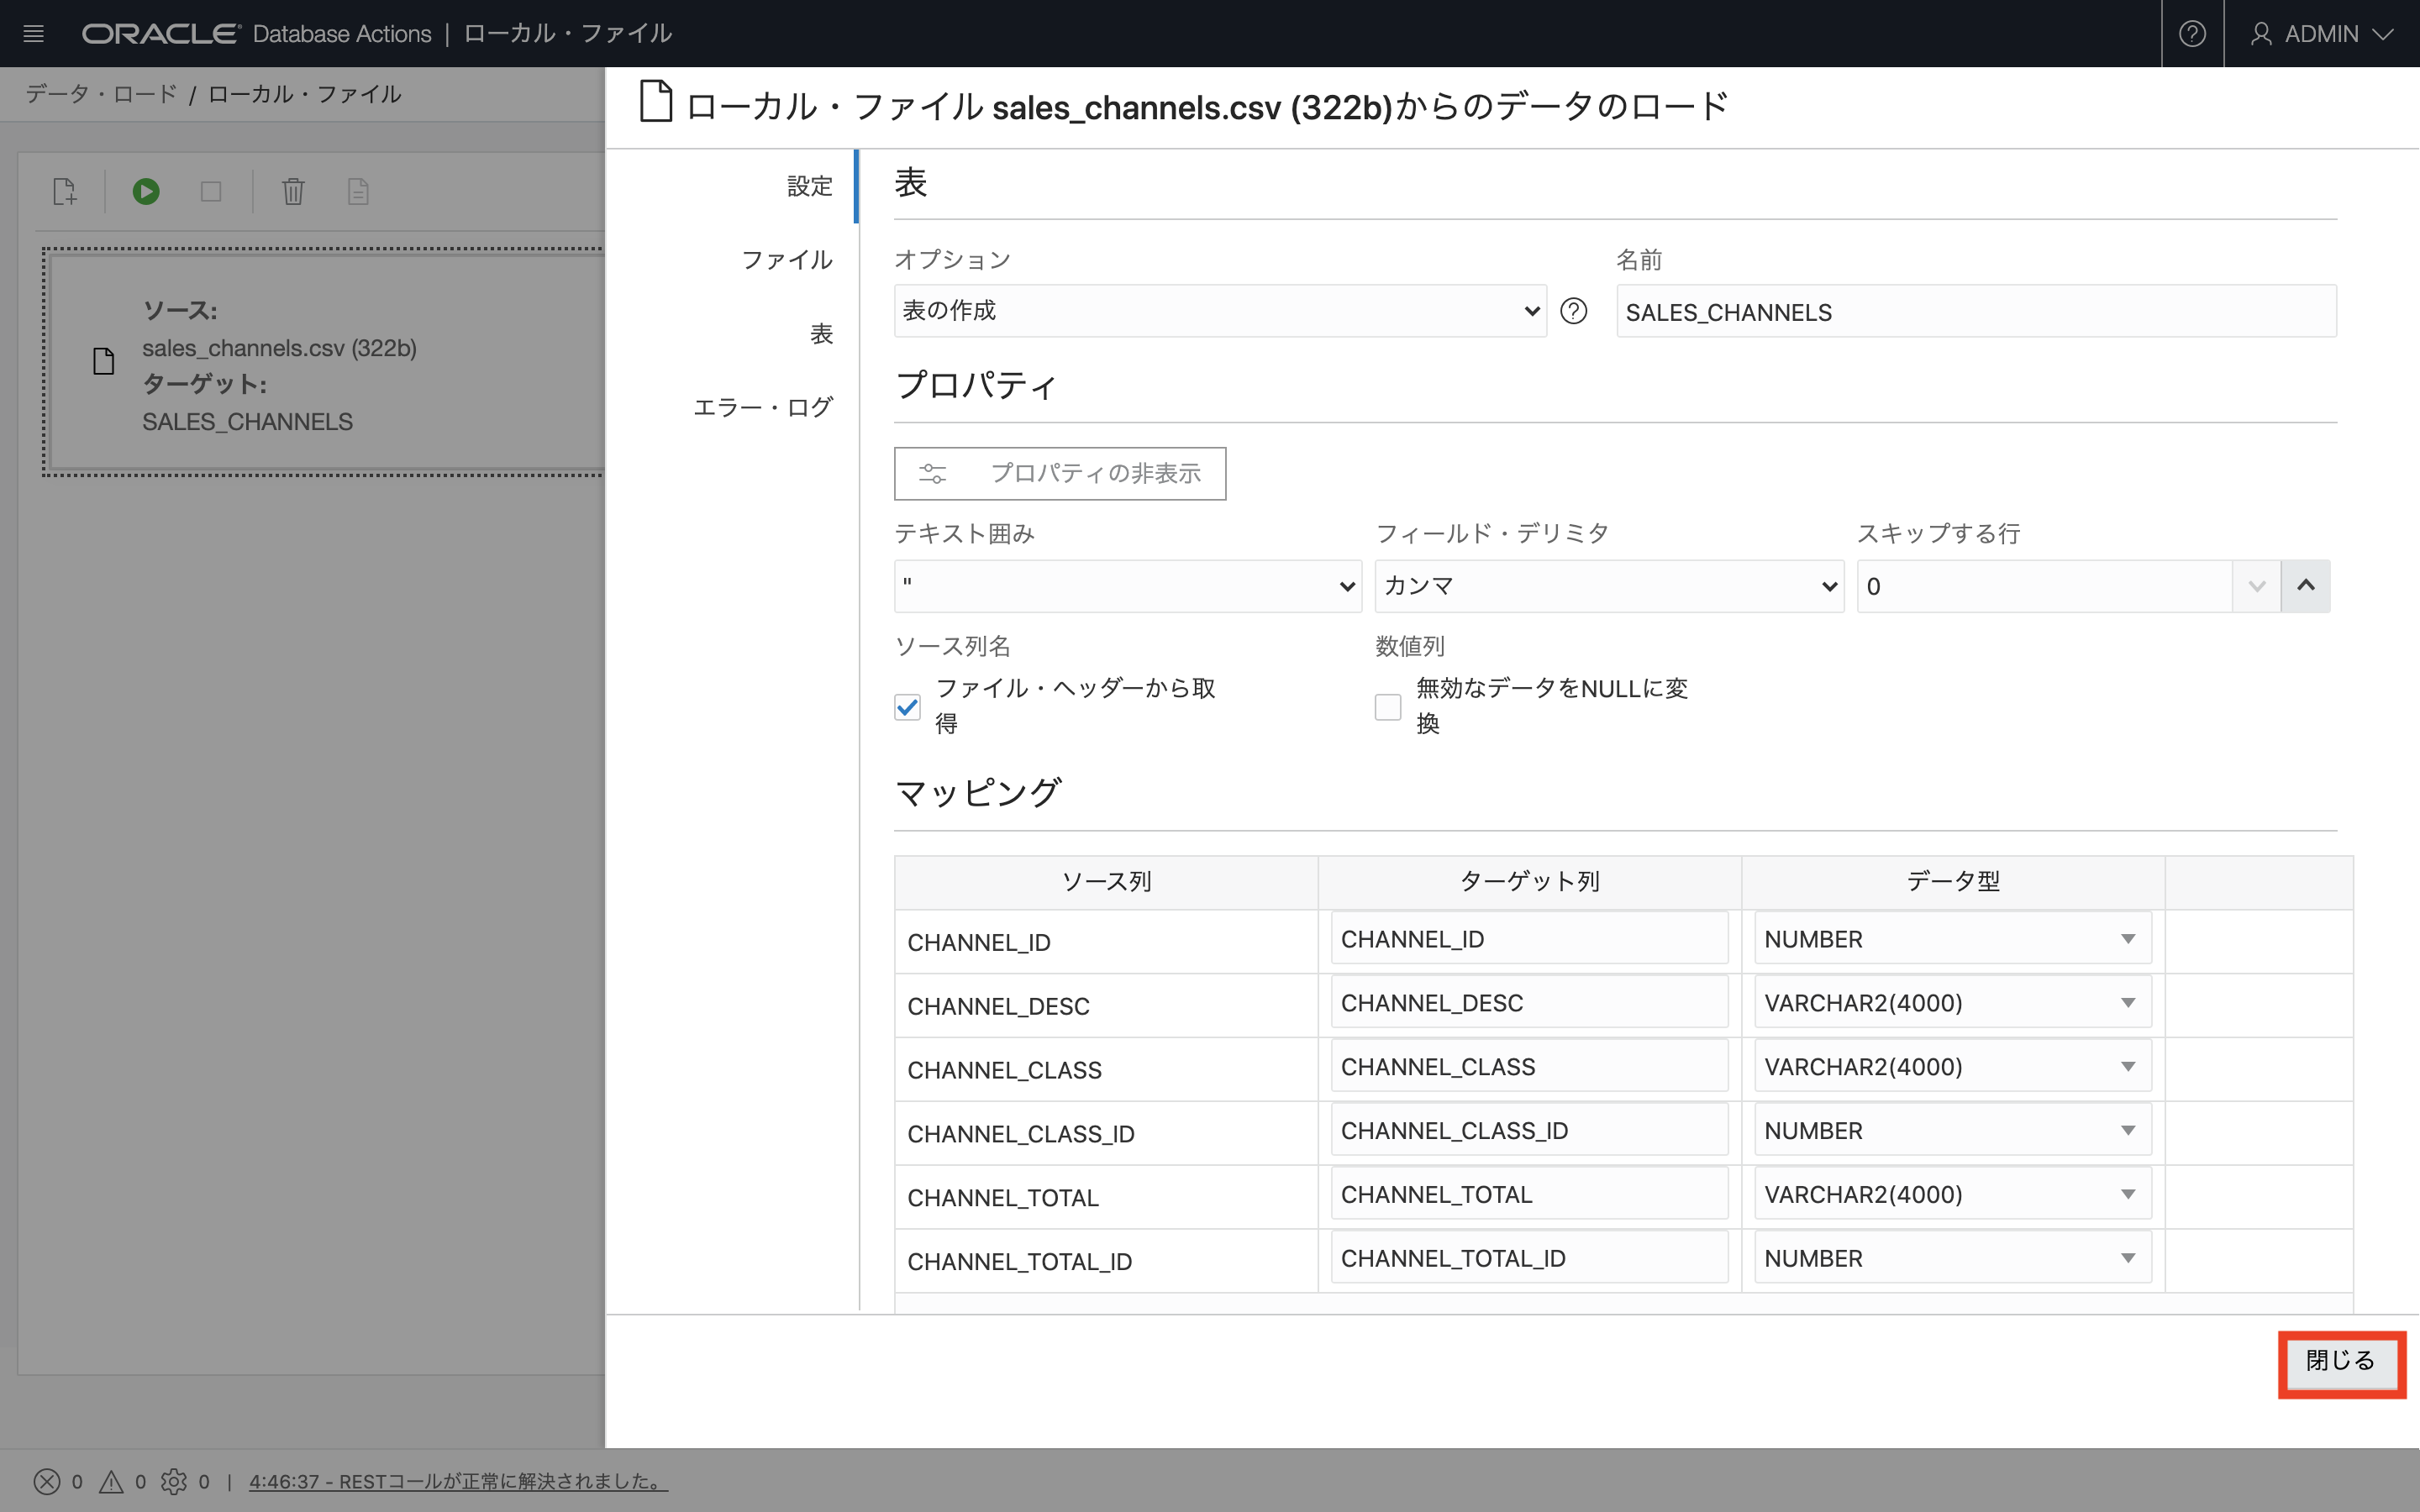 ORACLE Database Actions | ローカル・ファイル
ADMIN
データ・ロード / ローカル・ファイル
ソース:
sales_channels.csv (322b)
ターゲット:
SALES_CHANNELS
ローカル・ファイル sales_channels.csv (322b)からのデータのロード
設定
ファイル
表
エラー・ログ
表
オプション 名前
表の作成 SALES_CHANNELS
プロパティ
プロパティの非表示
テキスト囲み フィールド・デリミタ スキップする行
" カンマ 0
ソース列名 数値列
ファイル・ヘッダーから取
得
無効なデータをNULLに変
換
マッピング
ソース列 ターゲット列 データ型
CHANNEL_ID CHANNEL_ID NUMBER
CHANNEL_DESC CHANNEL_DESC VARCHAR2(4000)
CHANNEL_CLASS CHANNEL_CLASS VARCHAR2(4000)
CHANNEL_CLASS_ID CHANNEL_CLASS_ID NUMBER
CHANNEL_TOTAL CHANNEL_TOTAL VARCHAR2(4000)
CHANNEL_TOTAL_ID CHANNEL_TOTAL_ID NUMBER
閉じる
0 0 0 | 4:46:37 - RESTコールが正常に解決されました。